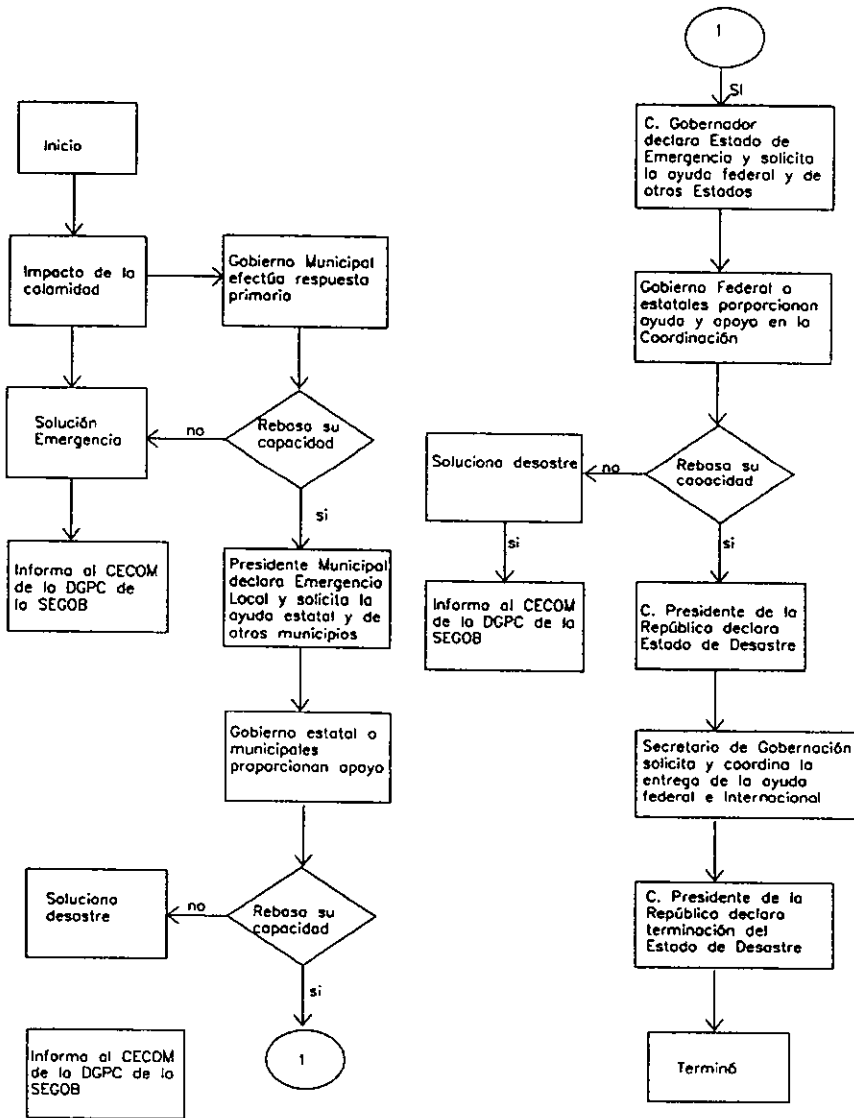 Inicio
Impacto de la
calamidad
Gobierno Municipal
efectúa respuesta
primaria
Solución
Emergencia
no
Rebasa su
capacidad
si
Informa al CECOM
de la DGPC de
la SEGOB
Presidente Municipal
declara Emergencia
Local y solicita la
ayuda estatal y de
otros municipios
Gobierno estatal o
municipales
proporcionan apoyo
Soluciona
desastre
no
Rebasa su
capacidad
si
Informa al CECOM
de la DGPC de la
SEGOB
1
1
SI
C. Gobernador
declara Estado de
Emergencia y solicita
la ayuda federal y de
otros Estados
Gobierno Federal o
estatales porporcionan
ayuda y apoyo en la
Coordinación
Soluciona desastre
no
Rebasa su
capacidad
si
si
Informa al CECOM
de la DGPC de la
SEGOB
C. Presidente de la
República declara
Estado de Desastre
Secretario de Gobernación
solicita y coordina la
entrega de la ayuda
federal e Internacional
C. Presidente de la
República declara
terminación del
Estado de Desastre
Terminó